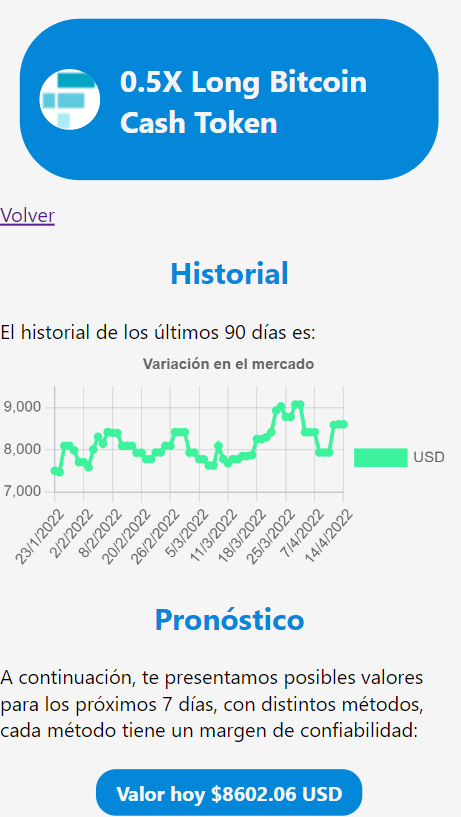 0.5X Long Bitcoin
Cash Token
Volver
Historial
El historial de los últimos 90 días es:
Variación en el mercado
9,000
8,000
7,000
USD
23/1/2022
2/2/2022
8/2/2022
20/2/2022
26/2/2022
5/3/2022
11/3/2022
18/3/2022
25/3/2022
7/4/2022
14/4/2022
Pronóstico
A continuación, te presentamos posibles valores
para los próximos 7 días, con distintos métodos,
cada método tiene un margen de confiabilidad:
Valor hoy $8602.06 USD